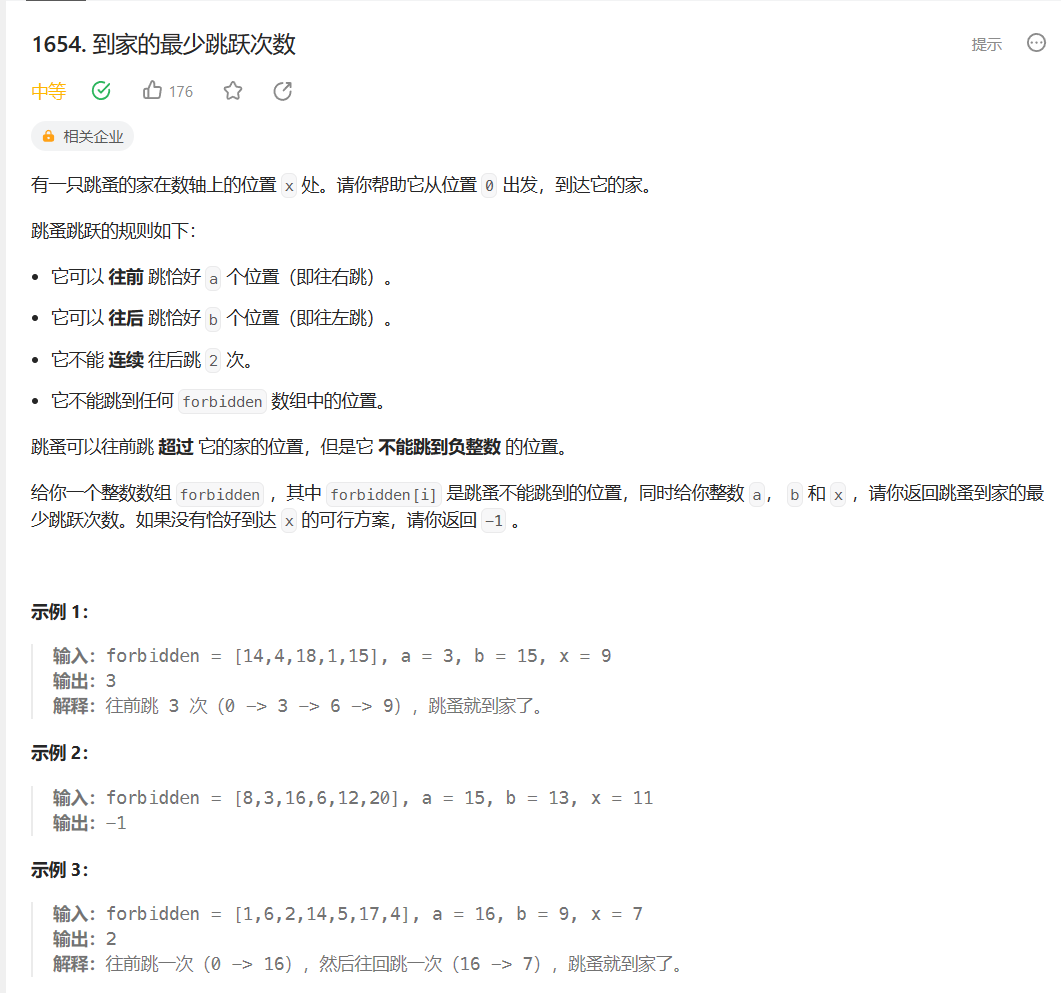 1654. 到家的最少跳跃次数
提示
中等
176
相关企业
有一只跳蚤的家在数轴上的位置 x 处。请你帮助它从位置 0 出发，到达它的家。
跳蚤跳跃的规则如下：
它可以 往前 跳恰好 a 个位置（即往右跳）。
它可以 往后 跳恰好 b 个位置（即往左跳）。
它不能 连续 往后跳 2 次。
它不能跳到任何 forbidden 数组中的位置。
跳蚤可以往前跳 超过 它的家的位置，但是它 不能跳到负整数 的位置。
给你一个整数数组 forbidden ，其中 forbidden[i] 是跳蚤不能跳到的位置，同时给你整数 a， b 和 x ，请你返回跳蚤到家的最
少跳跃次数。如果没有恰好到达 x 的可行方案，请你返回 -1 。
示例 1：
输入：forbidden = [14,4,18,1,15], a = 3, b = 15, x = 9
输出：3
解释：往前跳 3 次（0 -> 3 -> 6 -> 9），跳蚤就到家了。
示例 2：
输入：forbidden = [8,3,16,6,12,20], a = 15, b = 13, x = 11
输出：-1
示例 3：
输入：forbidden = [1,6,2,14,5,17,4], a = 16, b = 9, x = 7
输出：2
解释：往前跳一次（0 -> 16），然后往回跳一次（16 -> 7），跳蚤就到家了。